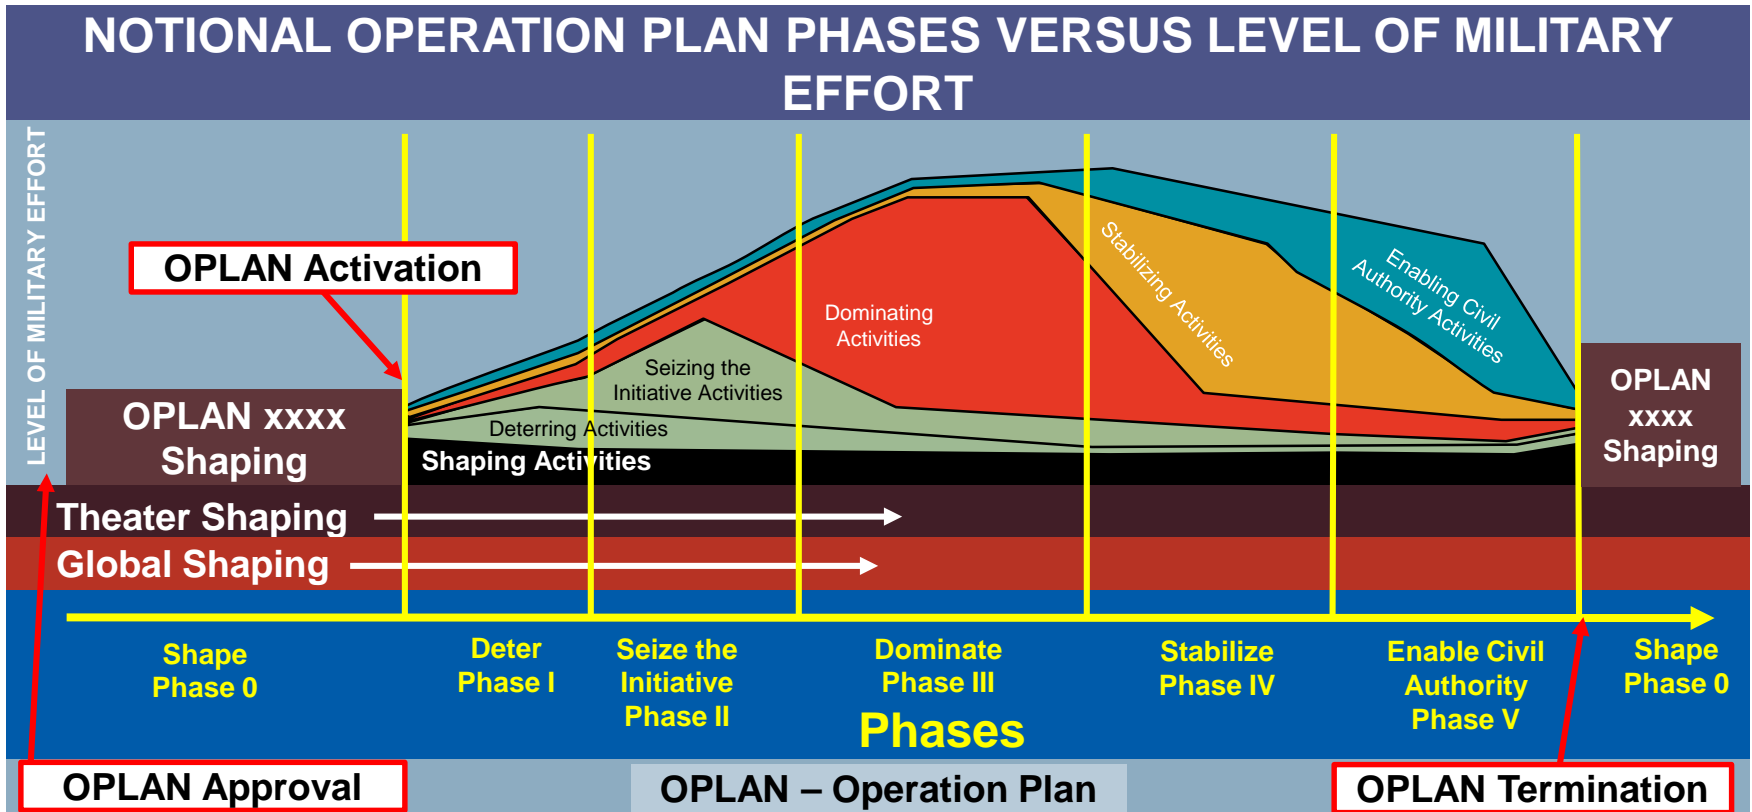 NOTIONAL OPERATION PLAN PHASES VERSUS LEVEL OF MILITARY
EFFORT
LEVEL OF MILITARY EFFORT
OPLAN Activation
OPLAN xxxx
Shaping
Dominating
Activities
Stabilizing Activities
Enabling Civil
Authority Activities
Seizing the
Initiative Activities
Deterring Activities
Shaping Activities
OPLAN
xxxx
Shaping
Theater Shaping
Global Shaping
Shape
Phase 0
Deter
Phase I
Seize the
Initiative
Phase II
Dominate
Phase III
Stabilize
Phase IV
Enable Civil
Authority
Phase V
Shape
Phase 0
Phases
OPLAN Approval
OPLAN – Operation Plan
OPLAN Termination